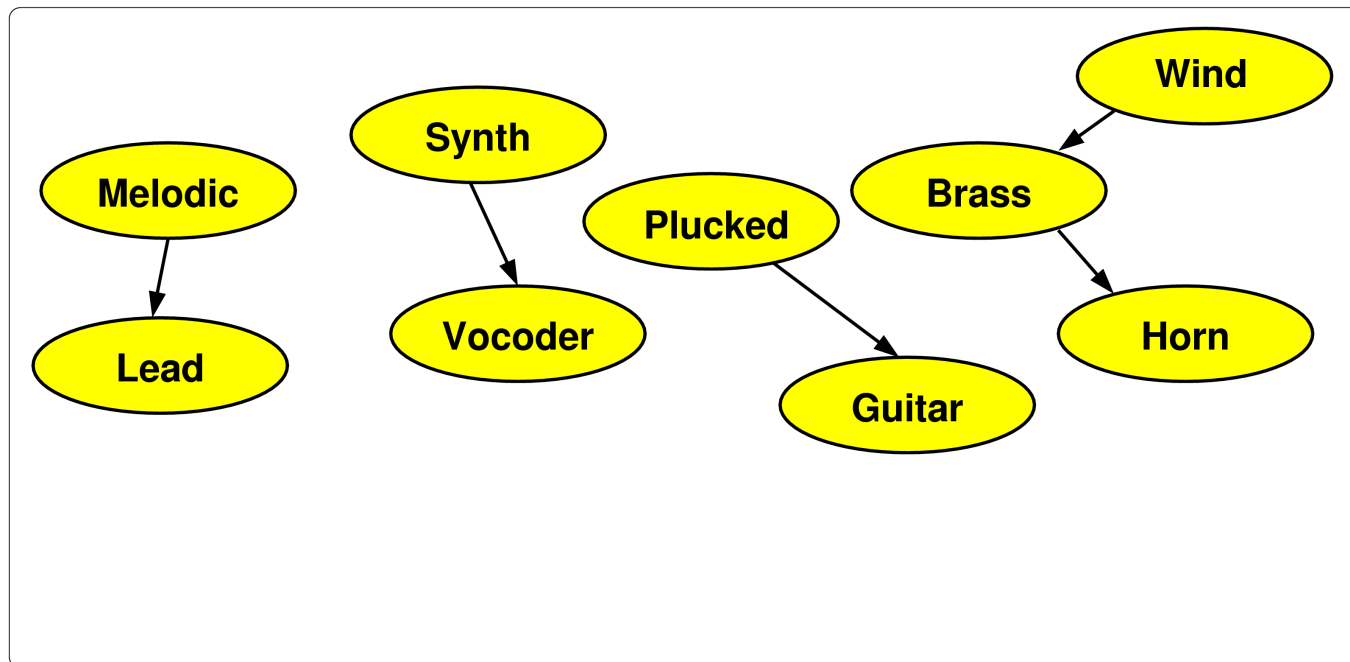 Wind
Synth
Melodic
Brass
Plucked
Vocoder
Horn
Lead
Guitar